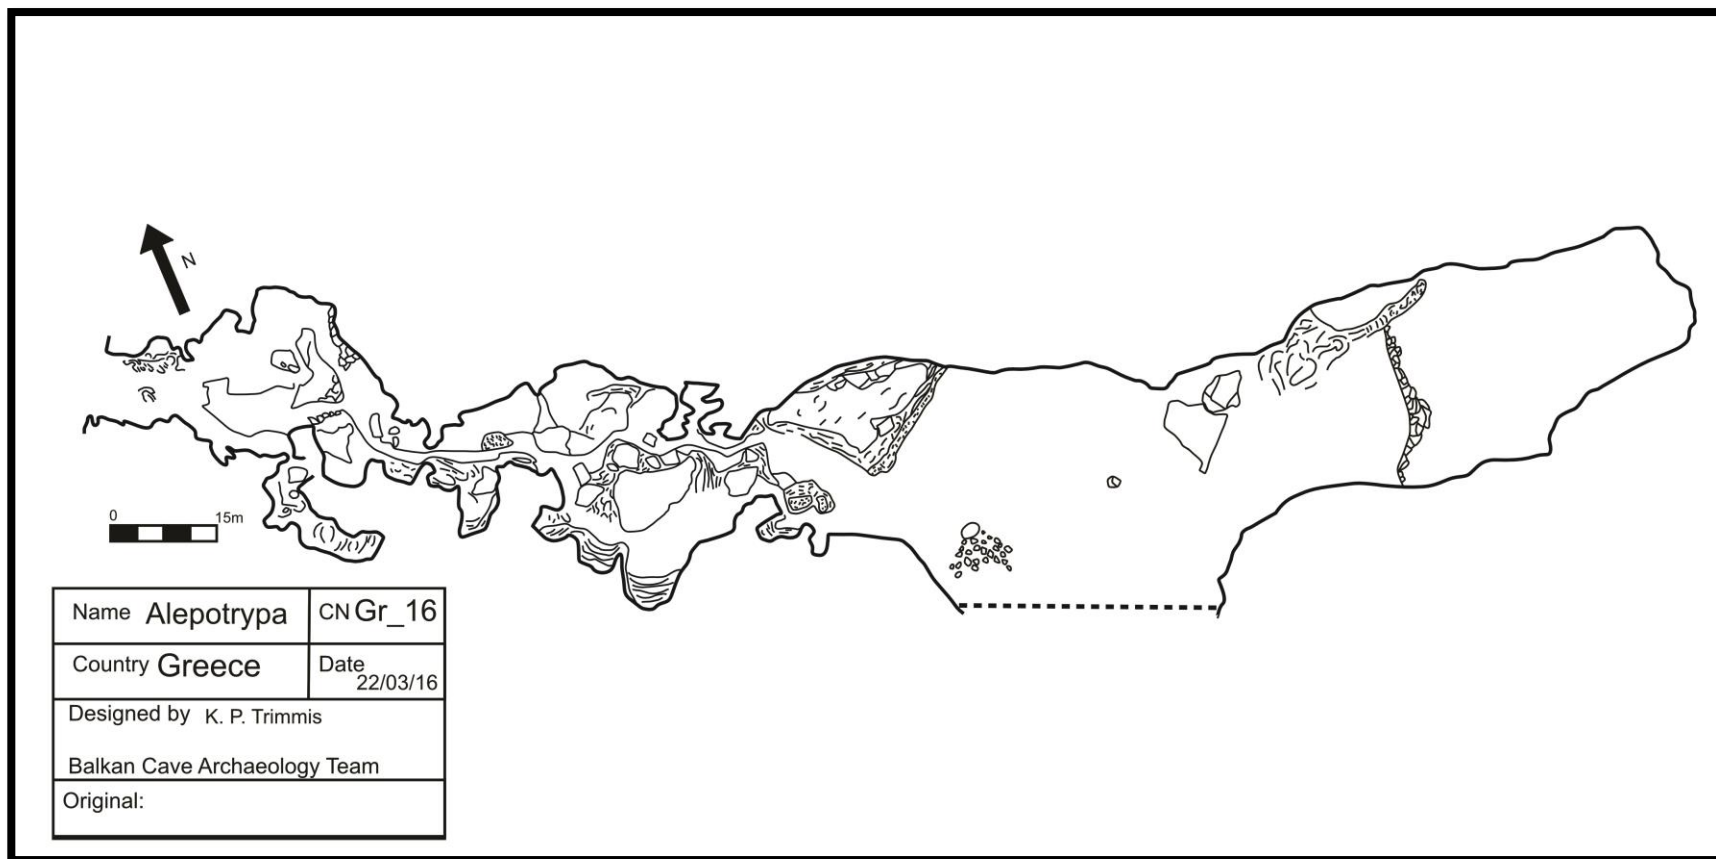 N
0 15m
Name Alepotrypa CN Gr_16
Country Greece Date 22/03/16
Designed by K. P. Trimmis
Balkan Cave Archaeology Team
Original: